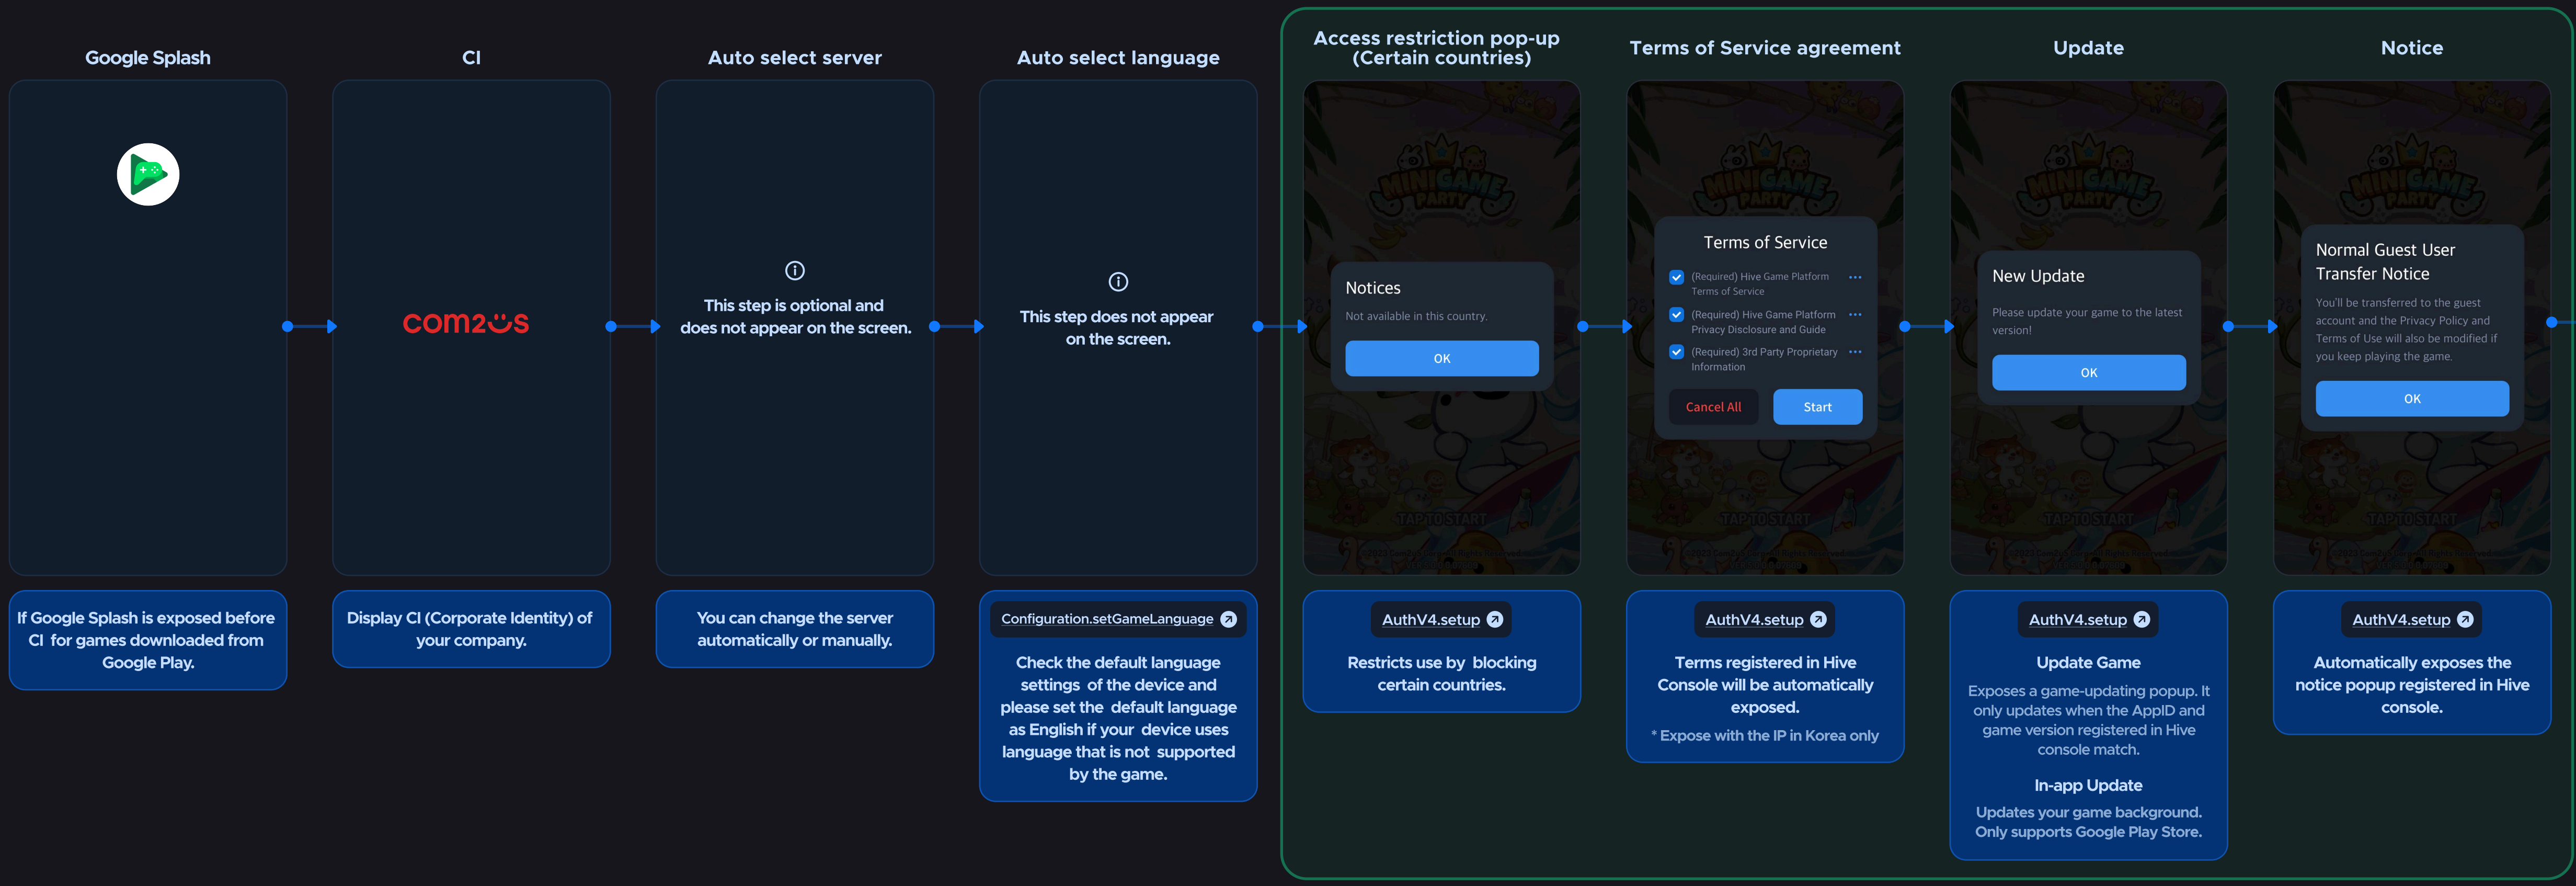 Google Splash
If Google Splash is exposed before
CI for games downloaded from
Google Play.
CI
com2us
Display CI (Corporate Identity) of
your company.
Auto select server
This step is optional and
does not appear on the screen.
You can change the server
automatically or manually.
Auto select language
This step does not appear
on the screen.
Configuration.setGameLanguage
Check the default language
settings of the device and
please set the default language
as English if your device uses
language that is not supported
by the game.
Access restriction pop-up
(Certain countries)
MINIGAME
PARTY
Notices
Not available in this country.
OK
TAP TO START
AuthV4.setup
Restricts use by blocking
certain countries.
Terms of Service agreement
MINIGAME
PARTY
Terms of Service
(Required) Hive Game Platform
Terms of Service
(Required) Hive Game Platform
Privacy Disclosure and Guide
(Required) 3rd Party Proprietary
Information
Cancel All
Start
TAP TO START
AuthV4.setup
Terms registered in Hive
Console will be automatically
exposed.
* Expose with the IP in Korea only
Update
MINIGAME
PARTY
New Update
Please update your game to the latest
version!
OK
TAP TO START
AuthV4.setup
Update Game
Exposes a game-updating popup. It
only updates when the AppID and
game version registered in Hive
console match.
In-app Update
Updates your game background.
Only supports Google Play Store.
Notice
MINIGAME
PARTY
Normal Guest User
Transfer Notice
You'll be transferred to the guest
account and the Privacy Policy and
Terms of Use will also be modified if
you keep playing the game.
OK
TAP TO START
AuthV4.setup
Automatically exposes the
notice popup registered in Hive
console.